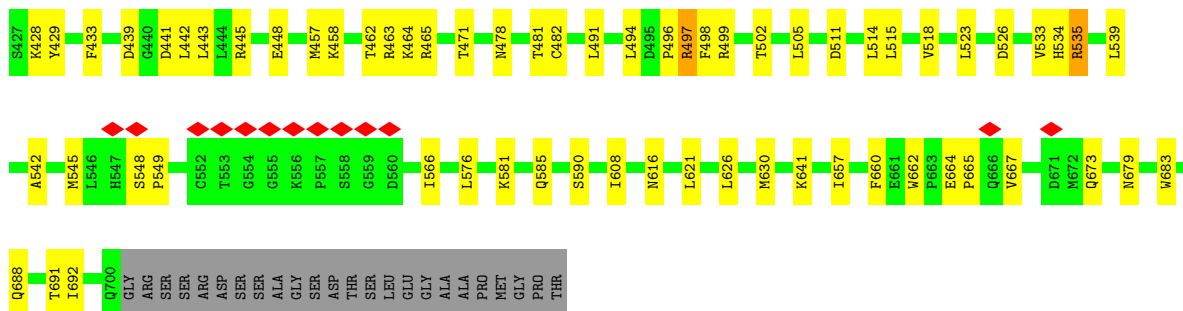 S427 K428 Y429 F433 D439 G440 D441 L442 L443 L444 R445 E448 M457 K458 T462 R463 K464 R465 T471 N478 T481 C482 L491 L494 D495 P496 R497 F498 R499 T502 L505 D511 L514 L515 V518 L523 D526 V533 H534 R535 L539
A542 M545 L546 H547 S548 P549 C552 T553 G554 G555 K556 P557 S558 G559 D560 I566 L576 K581 Q585 S590 I608 N616 L621 L626 M630 K641 I657 F660 E661 W662 P663 E664 P665 Q666 V667 D671 M672 Q673 N679 W683
Q688 T691 I692 Q700 GLY ARG SER SER ARG ASP SER SER ALA GLY SER ASP THR SER LEU GLU GLY ALA ALA PRO MET GLY PRO THR